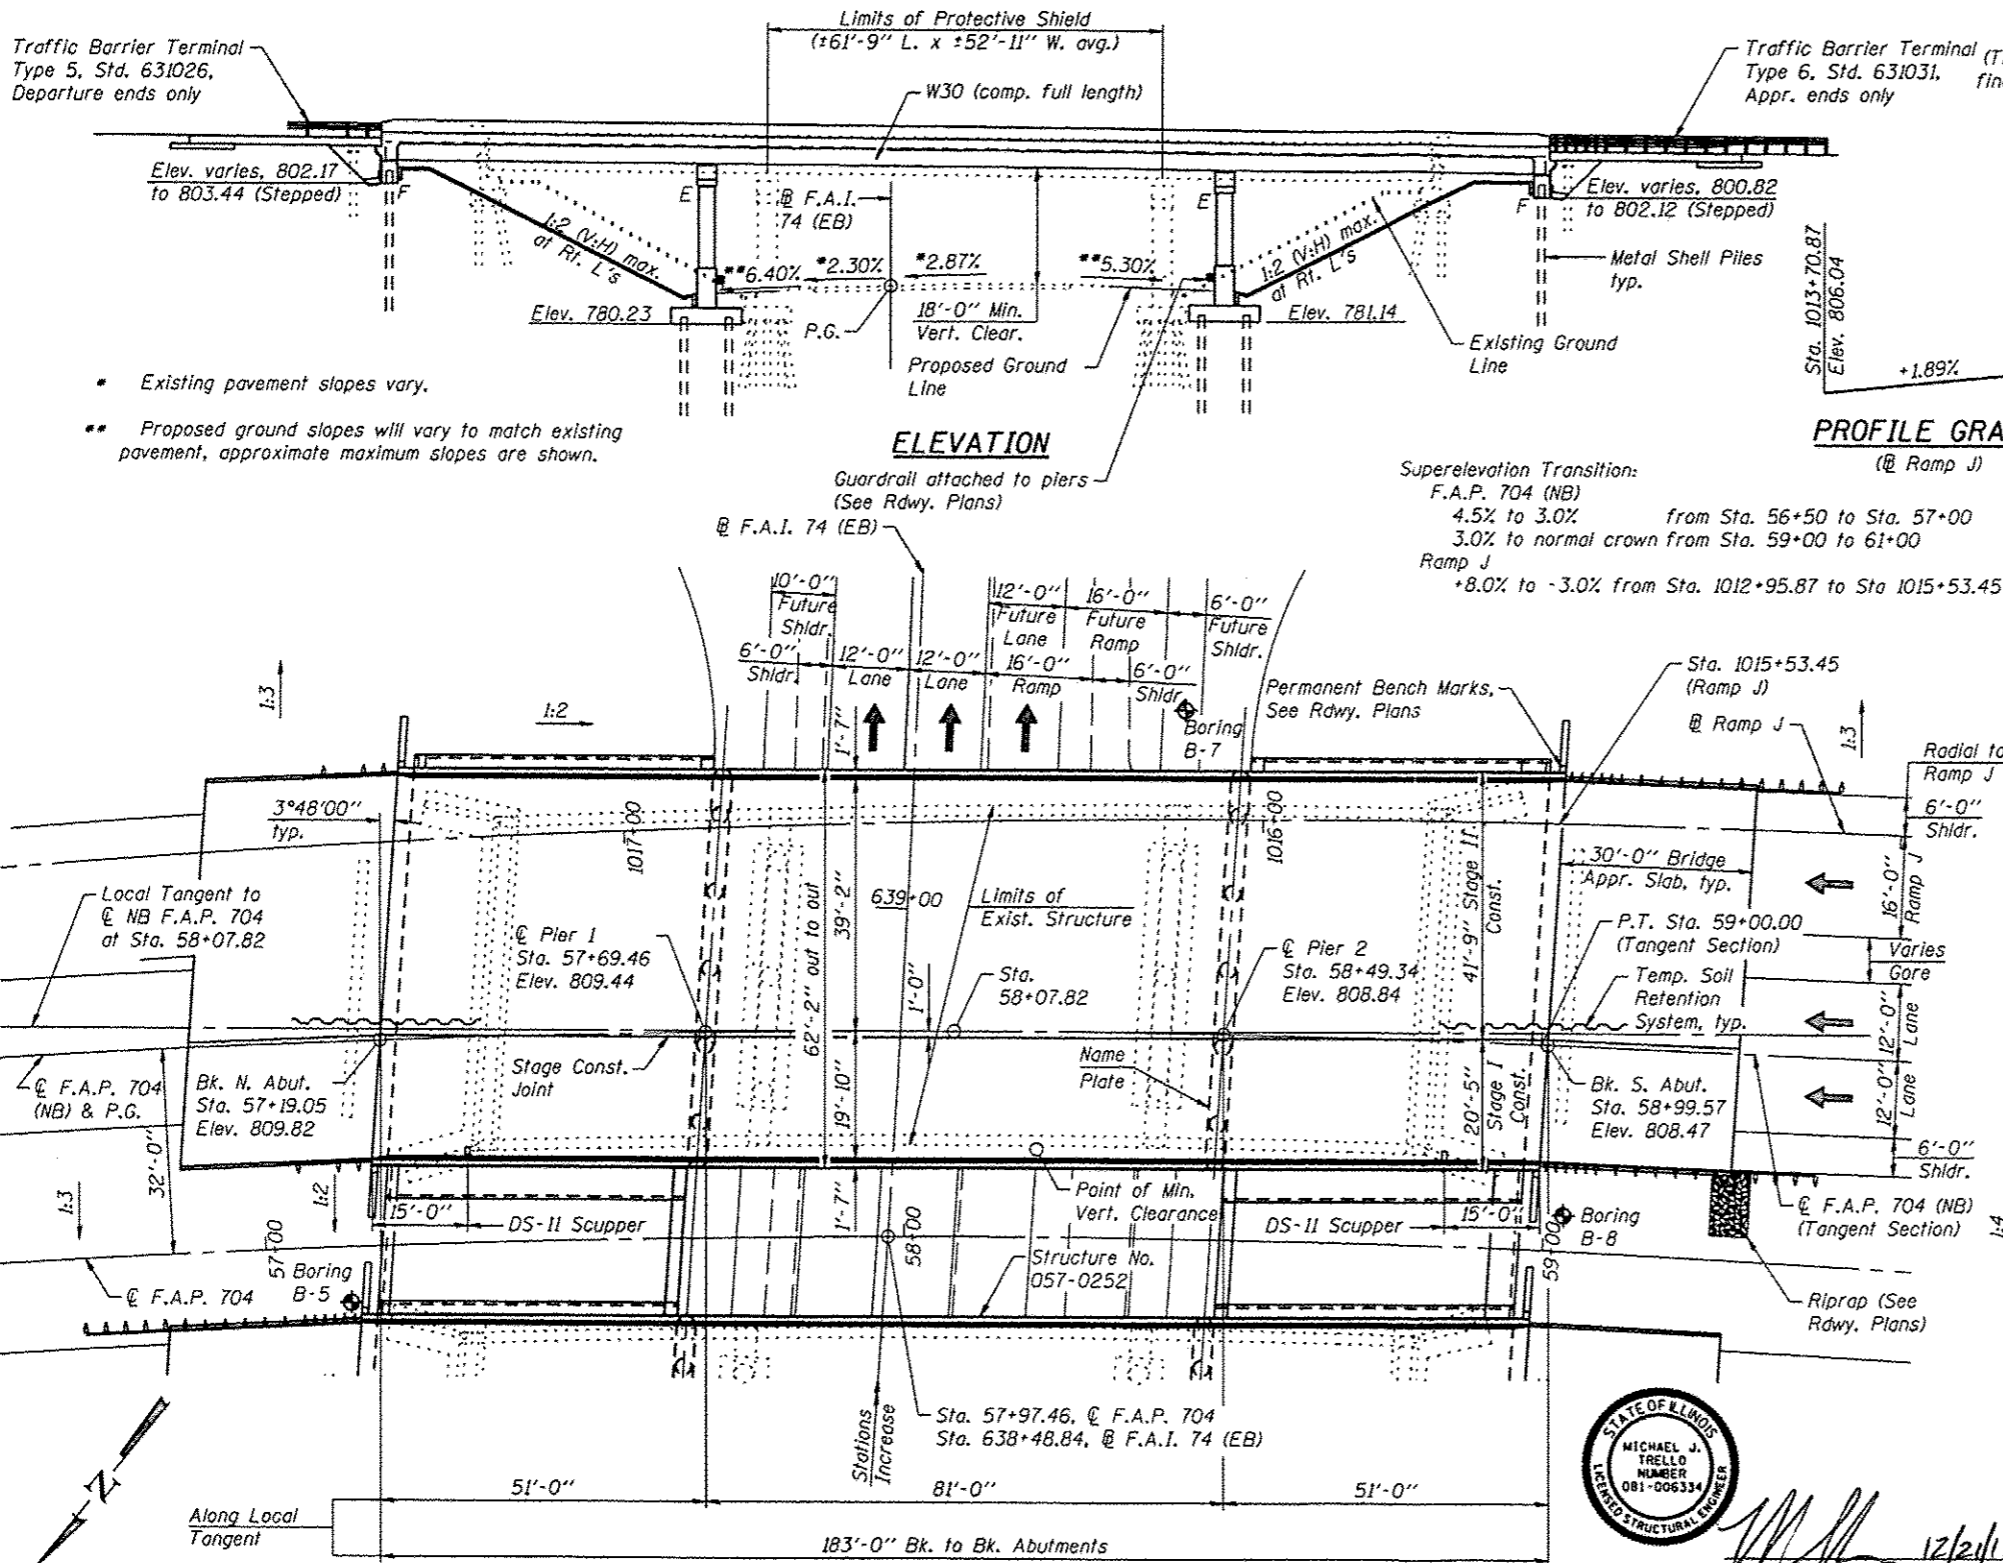 Traffic Barrier Terminal
Type 5, Std. 631026,
Departure ends only
Limits of Protective Shield
(±61'-9" L. x ±52'-11" W. avg.)
W30 (comp. full length)
Traffic Barrier Terminal
Type 6, Std. 631031,
Appr. ends only
Elev. varies, 802.17
to 803.44 (Stepped)
F
E
℄ F.A.I.
74 (EB)
E
F
Elev. varies, 800.82
to 802.12 (Stepped)
1:2 (V:H) max.
at Rt. L's
**6.40%
*2.30%
*2.87%
**5.30%
1:2 (V:H) max.
at Rt. L's
Metal Shell Piles
typ.
Elev. 780.23
P.G.
18'-0" Min.
Vert. Clear.
Elev. 781.14
Proposed Ground
Line
Existing Ground
Line
Sta. 1013+70.87
Elev. 806.04
+1.89%
* Existing pavement slopes vary.
** Proposed ground slopes will vary to match existing
pavement, approximate maximum slopes are shown.
ELEVATION
PROFILE GRA
(℄ Ramp J)
Guardrail attached to piers
(See Rdwy. Plans)
℄ F.A.I. 74 (EB)
Superelevation Transition:
F.A.P. 704 (NB)
4.5% to 3.0% from Sta. 56+50 to Sta. 57+00
3.0% to normal crown from Sta. 59+00 to 61+00
Ramp J
+8.0% to -3.0% from Sta. 1012+95.87 to Sta 1015+53.45
10'-0"
Future
Shldr.
12'-0"
Future
Lane
16'-0"
Future
Ramp
6'-0"
Future
Shldr.
6'-0"
Shldr.
12'-0"
Lane
12'-0"
Lane
16'-0"
Ramp
6'-0"
Shldr.
1:3
1:2
1'-7"
Boring
B-7
Permanent Bench Marks,
See Rdwy. Plans
Sta. 1015+53.45
(Ramp J)
℄ Ramp J
1:3
Radial to
Ramp J
6'-0"
Shldr.
3°48'00"
typ.
1017+00
1016+00
30'-0" Bridge
Appr. Slab, typ.
16'-0"
Ramp J
Local Tangent to
℄ NB F.A.P. 704
at Sta. 58+07.82
℄ Pier 1
Sta. 57+69.46
Elev. 809.44
62'-2" out to out
39'-2"
639+00
Limits of
Exist. Structure
1'-0"
Sta.
58+07.82
℄ Pier 2
Sta. 58+49.34
Elev. 808.84
41'-9" Stage II
Const.
P.T. Sta. 59+00.00
(Tangent Section)
Temp. Soil
Retention
System, typ.
Varies
Gore
12'-0"
Lane
12'-0"
Lane
6'-0"
Shldr.
℄ F.A.P. 704
(NB) & P.G.
Bk. N. Abut.
Sta. 57+19.05
Elev. 809.82
Stage Const.
Joint
19'-10"
Name
Plate
20'-5"
Stage I
Const.
Bk. S. Abut.
Sta. 58+99.57
Elev. 808.47
32'-0"
1:3
1:2
15'-0"
DS-11 Scupper
1'-7"
Point of Min.
Vert. Clearance
DS-11 Scupper
15'-0"
Boring
B-8
℄ F.A.P. 704 (NB)
(Tangent Section)
1:4
57+00
58+00
59+00
℄ F.A.P. 704
Boring
B-5
Structure No.
057-0252
Riprap (See
Rdwy. Plans)
Stations
Increase
Sta. 57+97.46, ℄ F.A.P. 704
Sta. 638+48.84, ℄ F.A.I. 74 (EB)
STATE OF ILLINOIS
MICHAEL J.
TRELLO
NUMBER
081-006334
LICENSED STRUCTURAL ENGINEER
N
51'-0"
81'-0"
51'-0"
Along Local
Tangent
183'-0" Bk. to Bk. Abutments